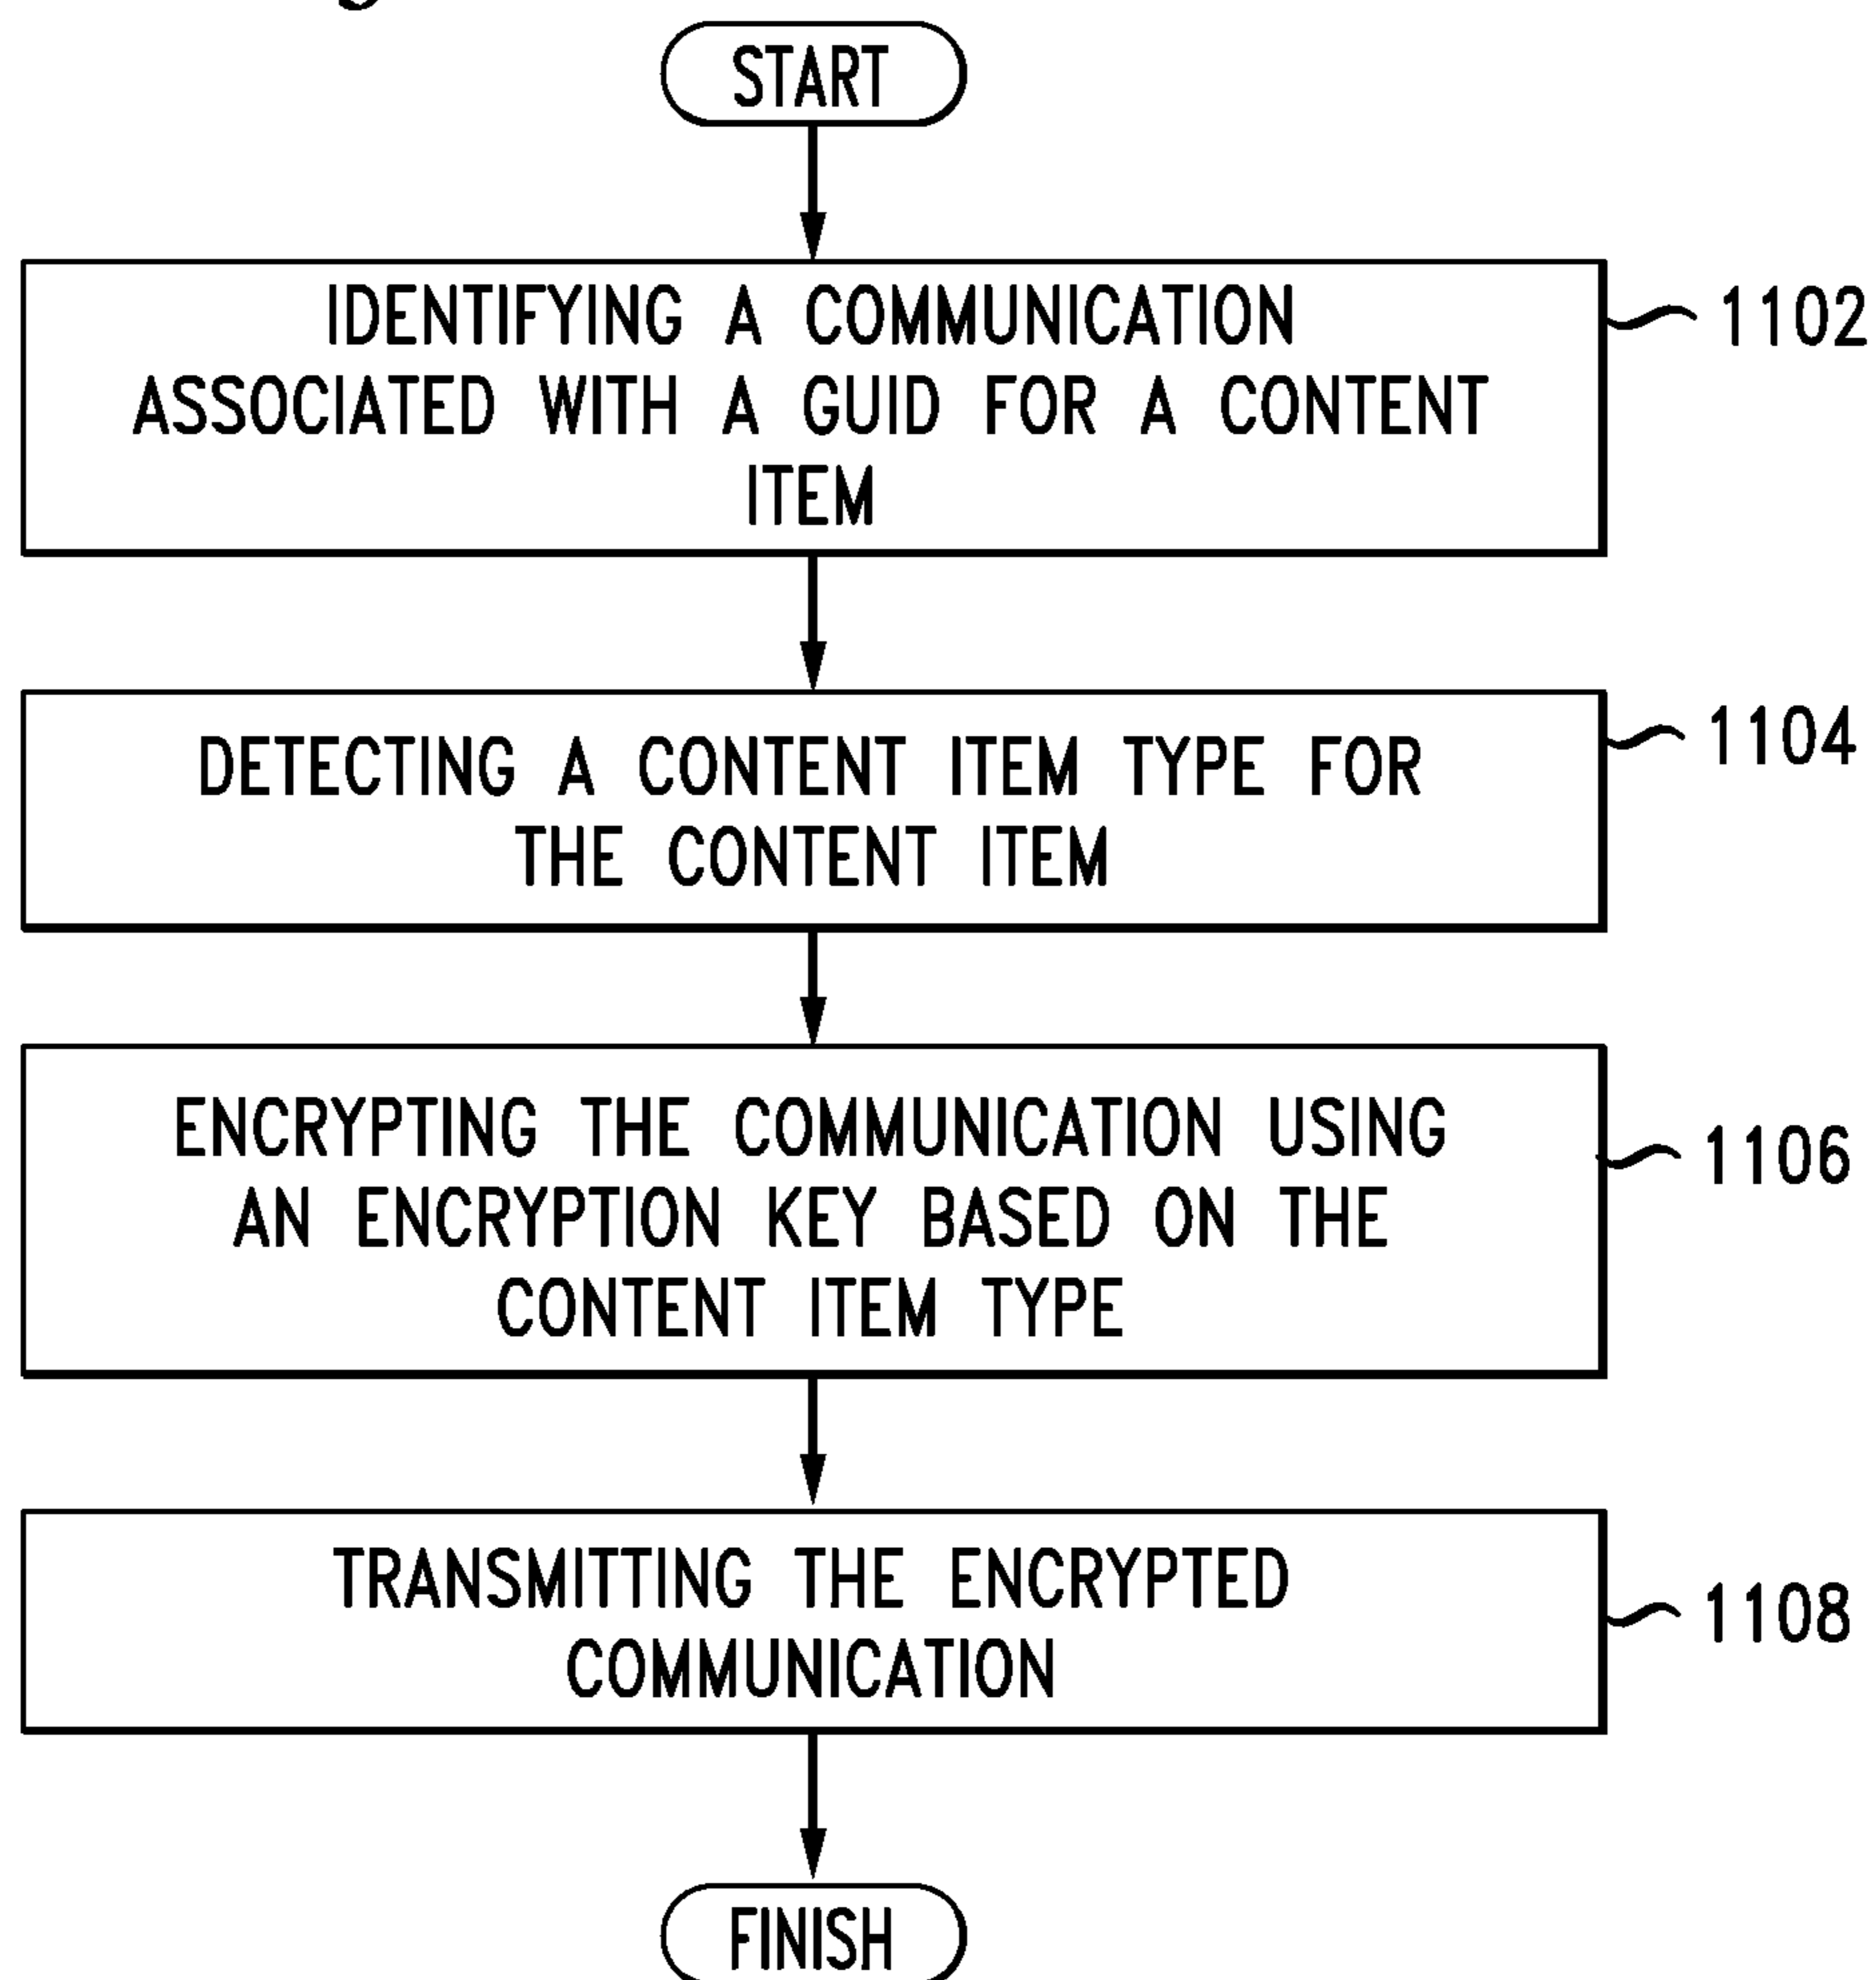 START
IDENTIFYING A COMMUNICATION
ASSOCIATED WITH A GUID FOR A CONTENT
ITEM
1102
DETECTING A CONTENT ITEM TYPE FOR
THE CONTENT ITEM
1104
ENCRYPTING THE COMMUNICATION USING
AN ENCRYPTION KEY BASED ON THE
CONTENT ITEM TYPE
1106
TRANSMITTING THE ENCRYPTED
COMMUNICATION
1108
FINISH